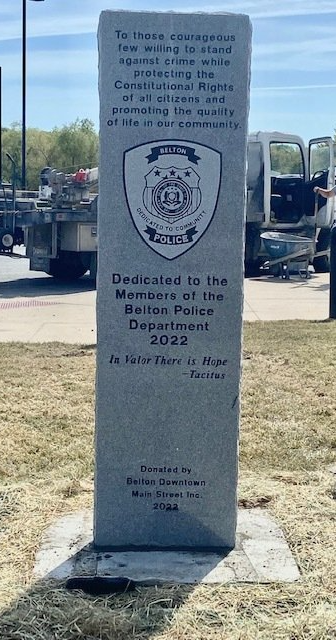 To those courageous
few willing to stand
against crime while
protecting the
Constitutional Rights
of all citizens and
promoting the quality
of life in our community.
BELTON
DEDICATED TO COMMUNITY
POLICE
Dedicated to the
Members of the
Belton Police
Department
2022
In Valor There is Hope
-Tacitus
Donated by
Belton Downtown
Main Street Inc.
2022